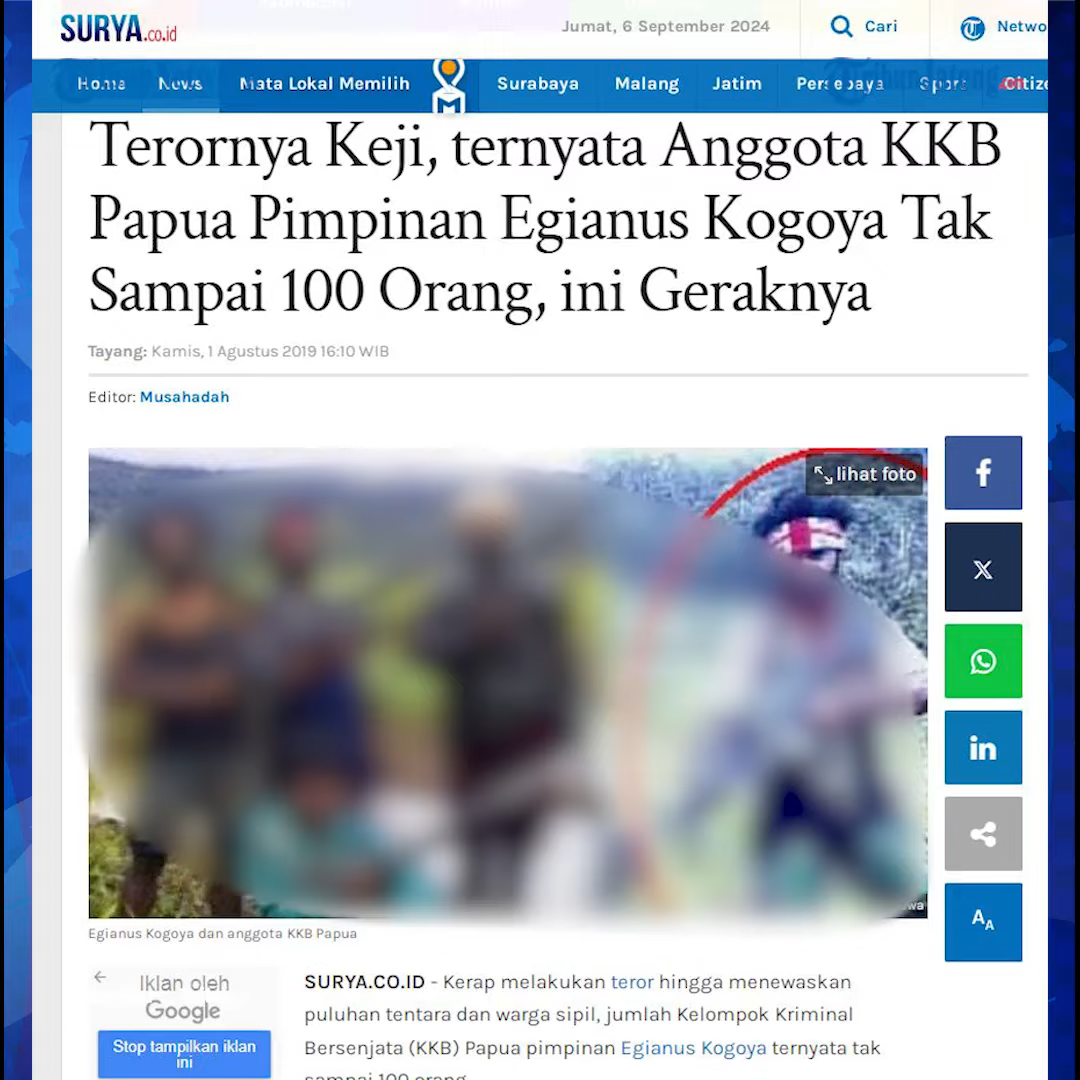 SURYA.co.id
Jumat, 6 September 2024
Cari
Netwo
Home News Mata Lokal Memilih M Surabaya Malang Jatim Persebaya Sport Citize
Terornya Keji, ternyata Anggota KKB
Papua Pimpinan Egianus Kogoya Tak
Sampai 100 Orang, ini Geraknya
Tayang: Kamis, 1 Agustus 2019 16:10 WIB
Editor: Musahadah
lihat foto
Egianus Kogoya dan anggota KKB Papua
Iklan oleh
Google
Stop tampilkan iklan
ini
SURYA.CO.ID - Kerap melakukan teror hingga menewaskan
puluhan tentara dan warga sipil, jumlah Kelompok Kriminal
Bersenjata (KKB) Papua pimpinan Egianus Kogoya ternyata tak
sampai 100 orang